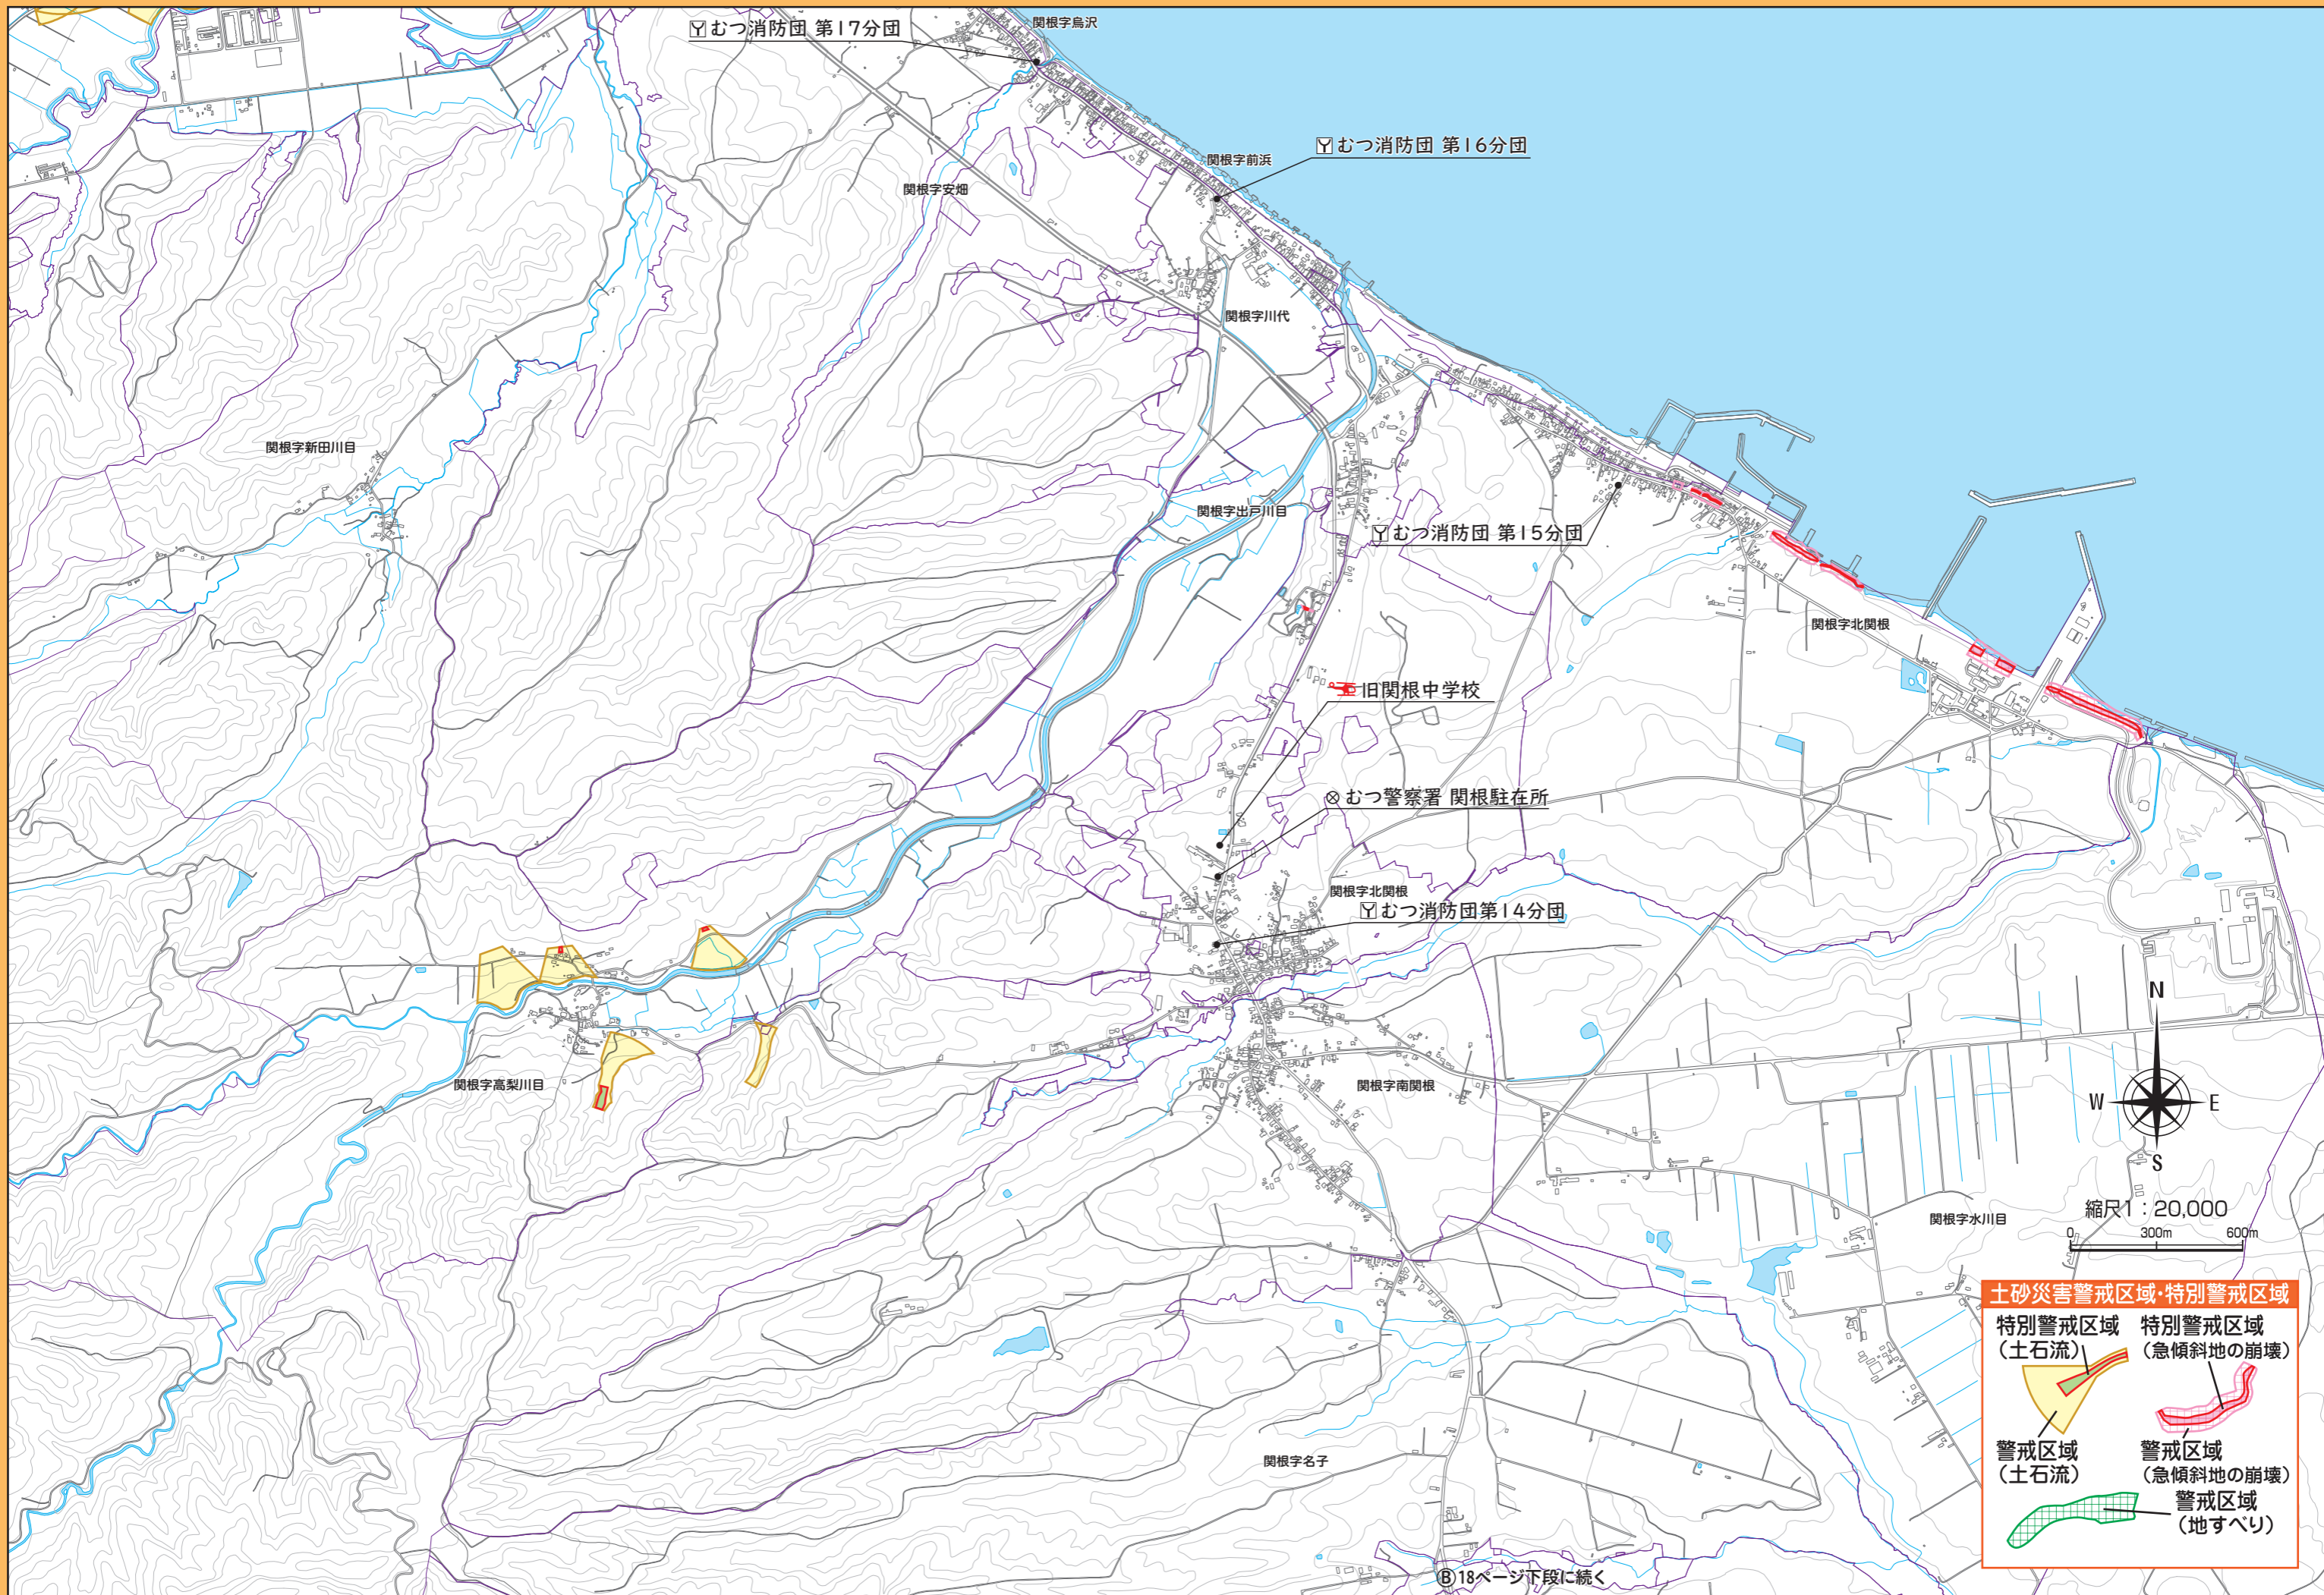 関根字烏沢
むつ消防団 第17分団
むつ消防団 第16分団
関根字前浜
関根字安畑
関根字川代
関根字新田川目
関根字出戸川目
むつ消防団 第15分団
関根字北関根
旧関根中学校
むつ警察署 関根駐在所
関根字北関根
むつ消防団第14分団
関根字高梨川目
関根字南関根
N
W
E
S
縮尺1：20,000
0 300m 600m
関根字水川目
土砂災害警戒区域・特別警戒区域
特別警戒区域
（土石流）
特別警戒区域
（急傾斜地の崩壊）
警戒区域
（土石流）
警戒区域
（急傾斜地の崩壊）
警戒区域
（地すべり）
関根字名子
Ⓑ18ページ下段に続く